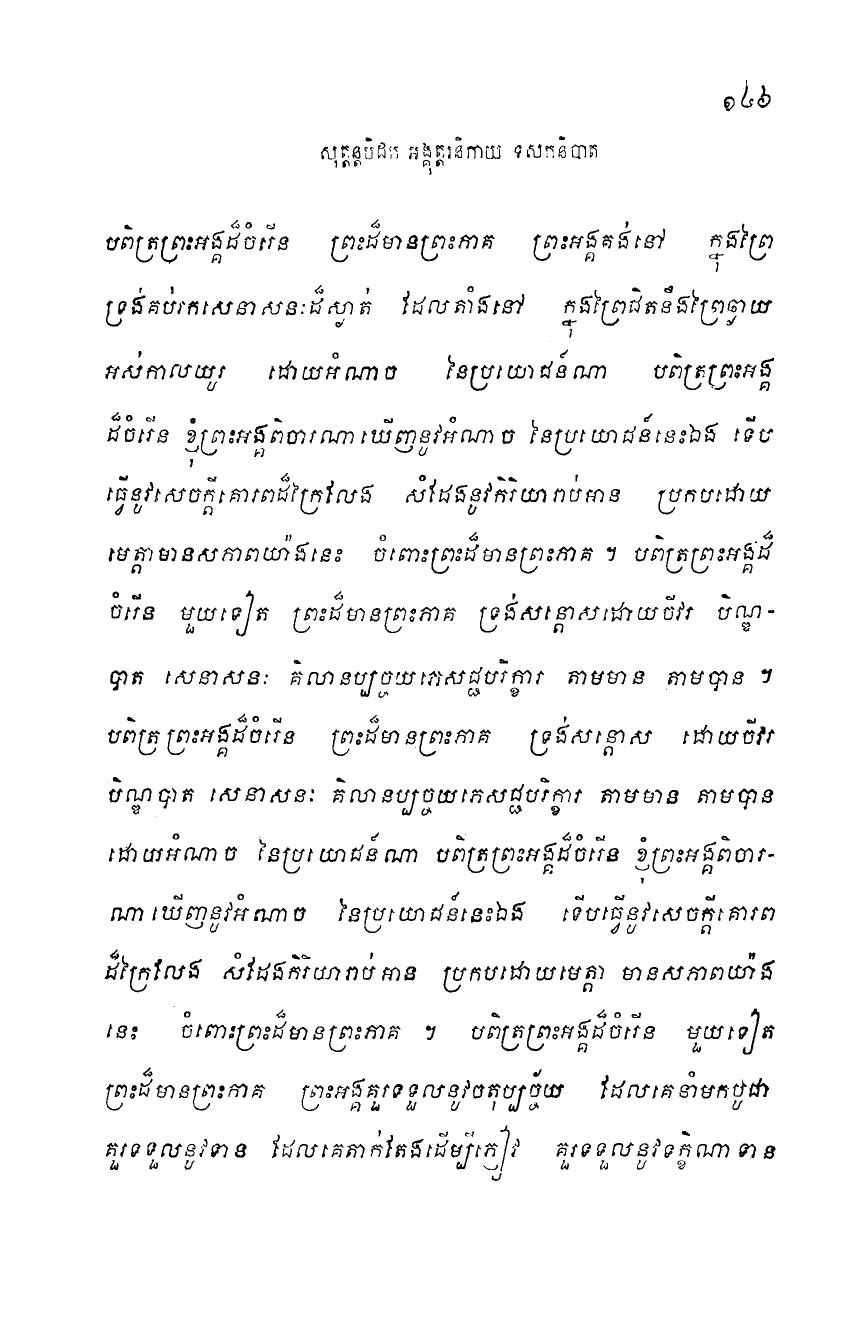 ១៤៦
សុត្តន្តបិដក អង្គុត្តរនិកាយ ទសកនិបាត
បពិត្រព្រះអង្គដ៏ចំរើន ព្រះដ៏មានព្រះភាគ ព្រះអង្គគង់នៅ ក្នុងព្រៃ
ទ្រង់គប់រកសេនាសនៈដ៏ស្ងាត់ ដែលតាំងនៅ ក្នុងព្រៃជិតនឹងព្រៃឆ្ងាយ
អស់កាលយូរ ដោយអំណាច នៃប្រយោជន៍ណា បពិត្រព្រះអង្គ
ដ៏ចំរើន ខ្ញុំព្រះអង្គពិចារណាឃើញនូវអំណាច នៃប្រយោជន៍នេះឯង ទើប
ធ្វើនូវសេចក្តីគោរពដ៏ក្រៃលែង សំដែងនូវកិរិយារាប់អាន ប្រកបដោយ
មេត្តាមានសភាពយ៉ាងនេះ ចំពោះព្រះដ៏មានព្រះភាគ ។ បពិត្រព្រះអង្គដ៏
ចំរើន មួយទៀត ព្រះដ៏មានព្រះភាគ ទ្រង់សន្តោសដោយចីវរ បិណ្ឌ-
បាត សេនាសនៈ គិលានប្បច្ចយភេសជ្ជបរិក្ខារ តាមមាន តាមបាន ។
បពិត្រព្រះអង្គដ៏ចំរើន ព្រះដ៏មានព្រះភាគ ទ្រង់សន្តោស ដោយចីវរ
បិណ្ឌបាត សេនាសនៈ គិលានប្បច្ចយភេសជ្ជបរិក្ខារ តាមមាន តាមបាន
ដោយអំណាច នៃប្រយោជន៍ណា បពិត្រព្រះអង្គដ៏ចំរើន ខ្ញុំព្រះអង្គពិចារ-
ណាឃើញនូវអំណាច នៃប្រយោជន៍នេះឯង ទើបធ្វើនូវសេចក្តីគោរព
ដ៏ក្រៃលែង សំដែងកិរិយារាប់អាន ប្រកបដោយមេត្តា មានសភាពយ៉ាង
នេះ ចំពោះព្រះដ៏មានព្រះភាគ ។ បពិត្រព្រះអង្គដ៏ចំរើន មួយទៀត
ព្រះដ៏មានព្រះភាគ ព្រះអង្គគួរទទួលនូវចតុប្បច្ច័យ ដែលគេនាំមកបូជា
គួរទទួលនូវទាន ដែលគេតាក់តែងដើម្បីភ្ញៀវ គួរទទួលនូវទក្ខិណាទាន